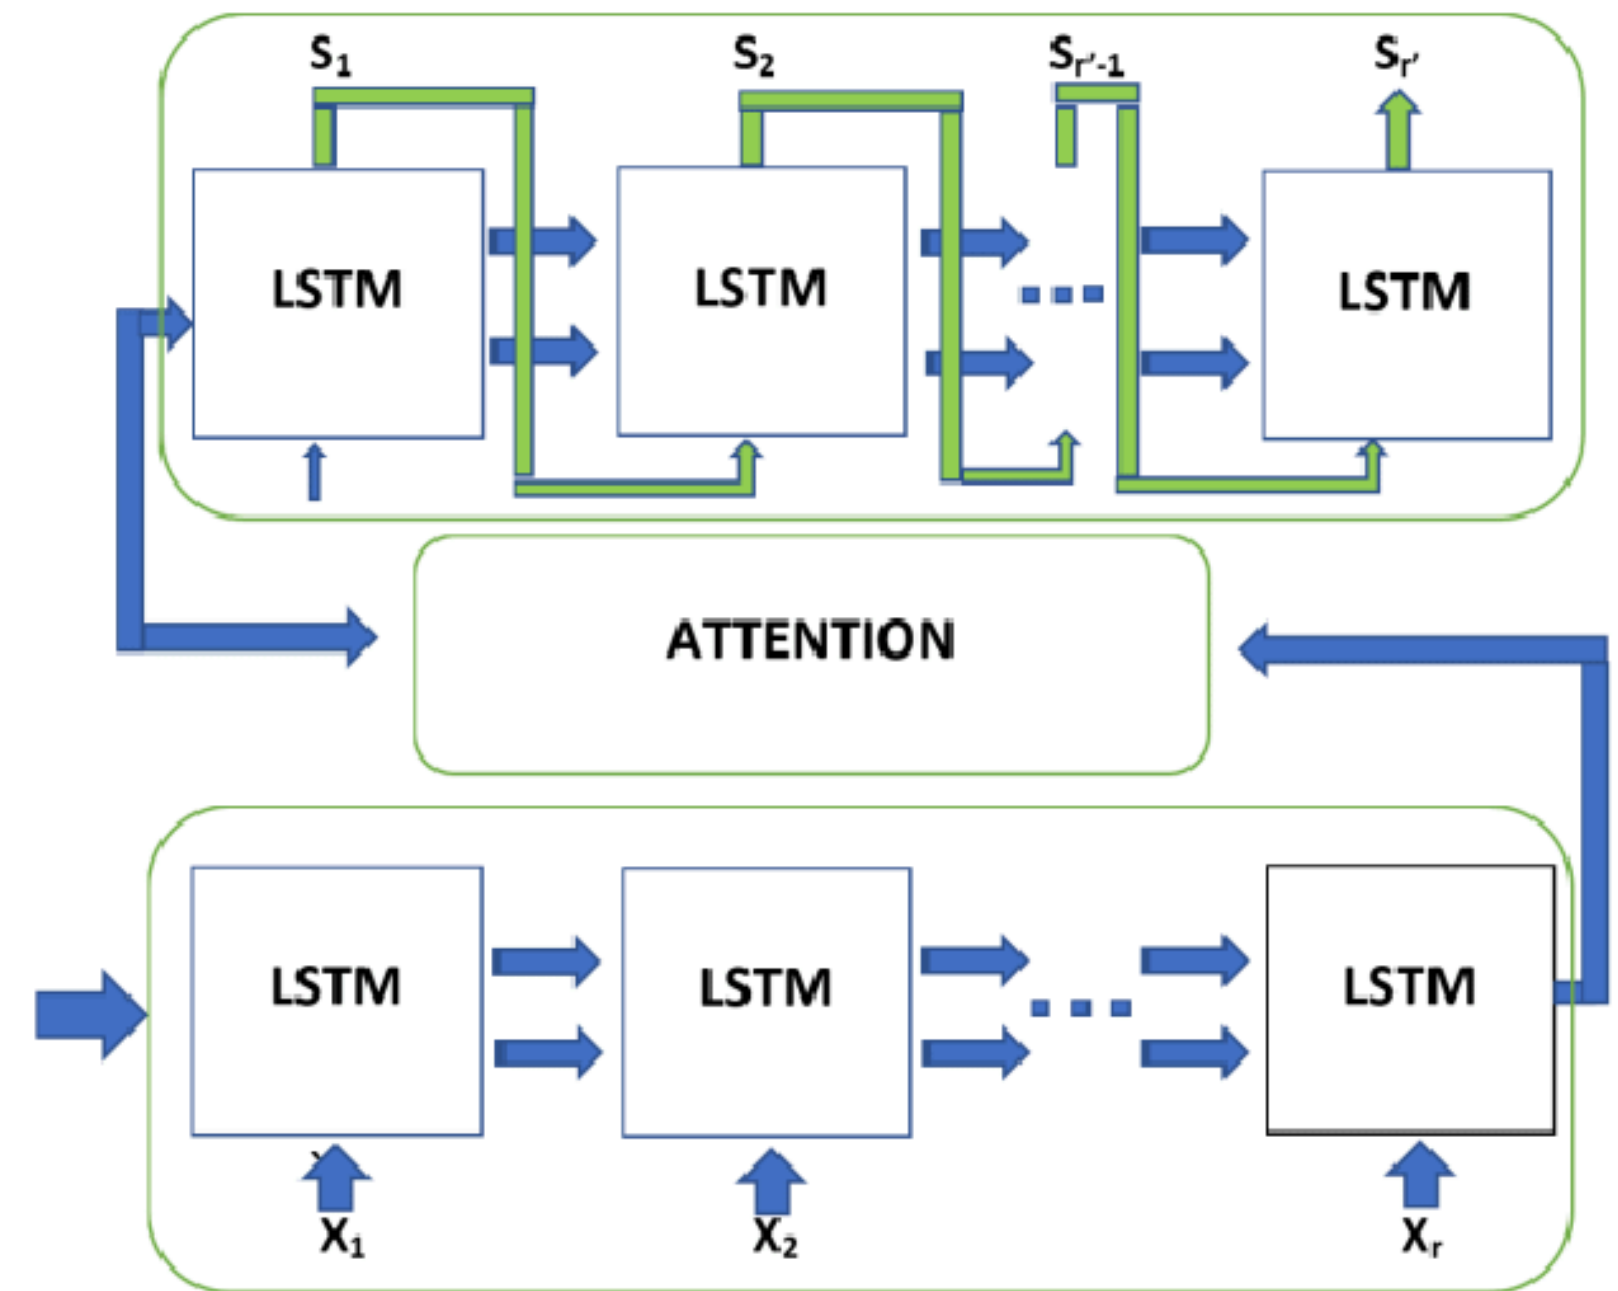 S1 S2 Sr'-1 Sr'
LSTM LSTM LSTM
ATTENTION
LSTM LSTM LSTM
X1 X2 Xr